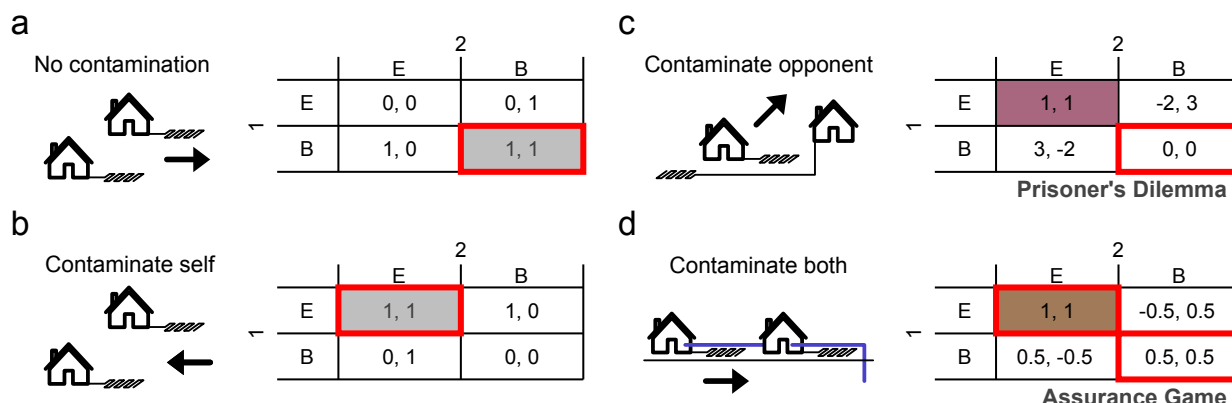 a
No contamination
2
E B
1
E 0, 0 0, 1
B 1, 0 1, 1
b
Contaminate self
2
E B
1
E 1, 1 1, 0
B 0, 1 0, 0
c
Contaminate opponent
2
E B
1
E 1, 1 -2, 3
B 3, -2 0, 0
Prisoner's Dilemma
d
Contaminate both
2
E B
1
E 1, 1 -0.5, 0.5
B 0.5, -0.5 0.5, 0.5
Assurance Game